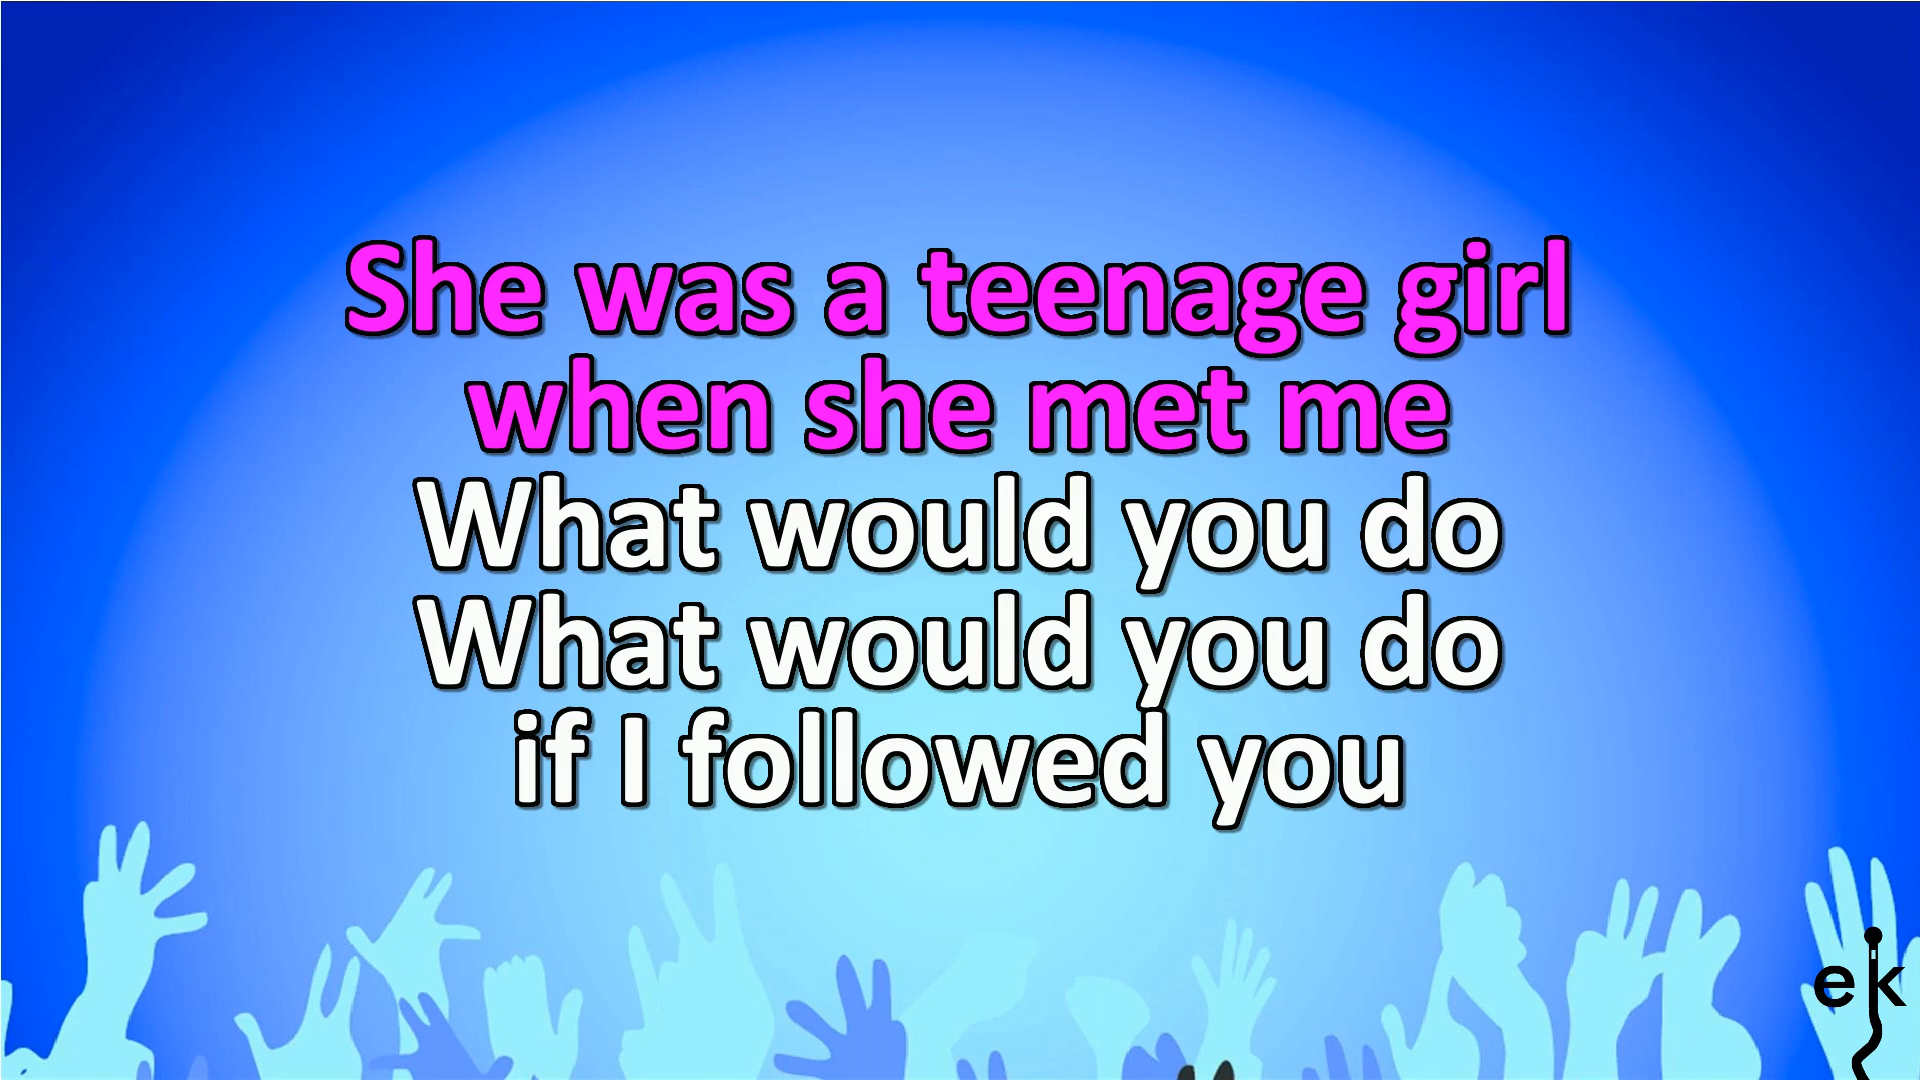 She was a teenage girl
when she met me
What would you do
What would you do
if I followed you
ek